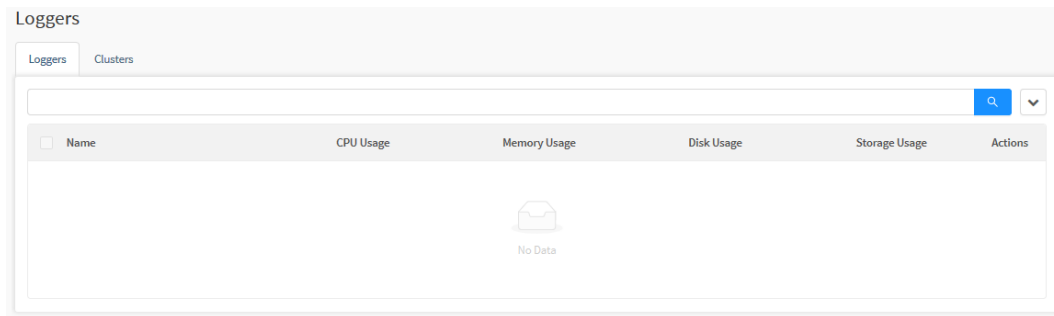 Loggers
Loggers Clusters
Name CPU Usage Memory Usage Disk Usage Storage Usage Actions
No Data